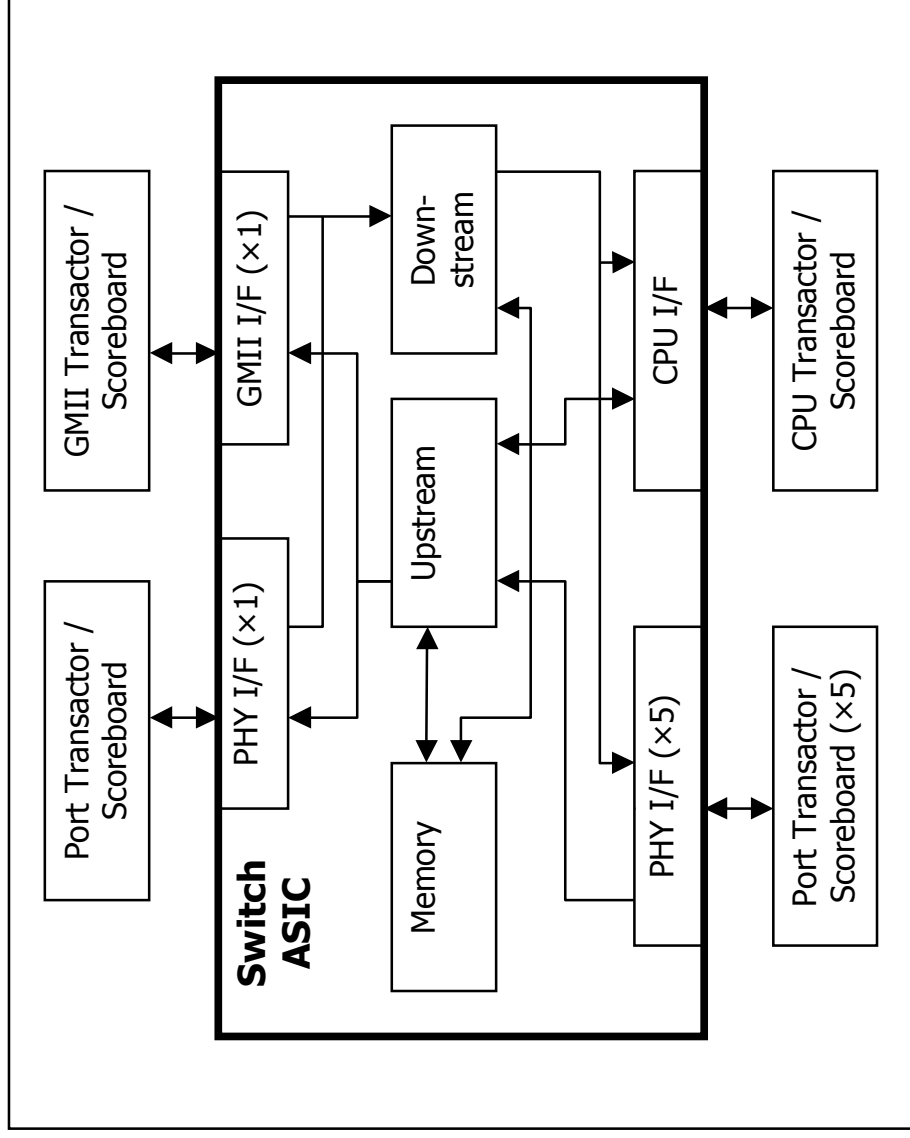 Port Transactor /
Scoreboard
GMII Transactor /
Scoreboard
Switch
ASIC
PHY I/F (×1)
GMII I/F (×1)
Memory
Upstream
Down-
stream
PHY I/F (×5)
CPU I/F
Port Transactor /
Scoreboard (×5)
CPU Transactor /
Scoreboard